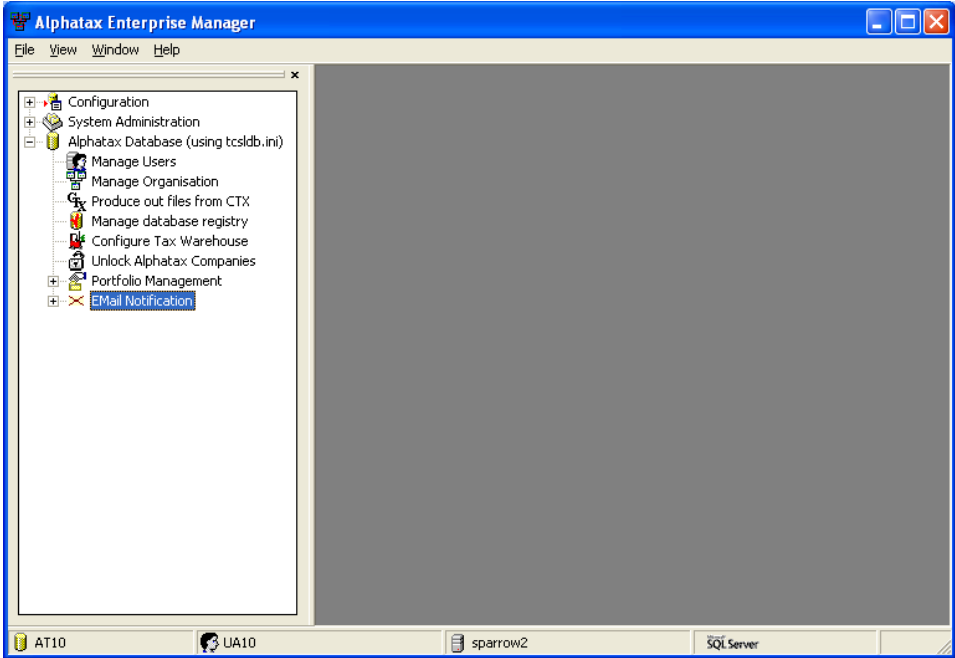 Alphatax Enterprise Manager
File View Window Help
Configuration
System Administration
Alphatax Database (using tcsldb.ini)
Manage Users
Manage Organisation
Produce out files from CTX
Manage database registry
Configure Tax Warehouse
Unlock Alphatax Companies
Portfolio Management
EMail Notification
AT10 UA10 sparrow2 SQL Server